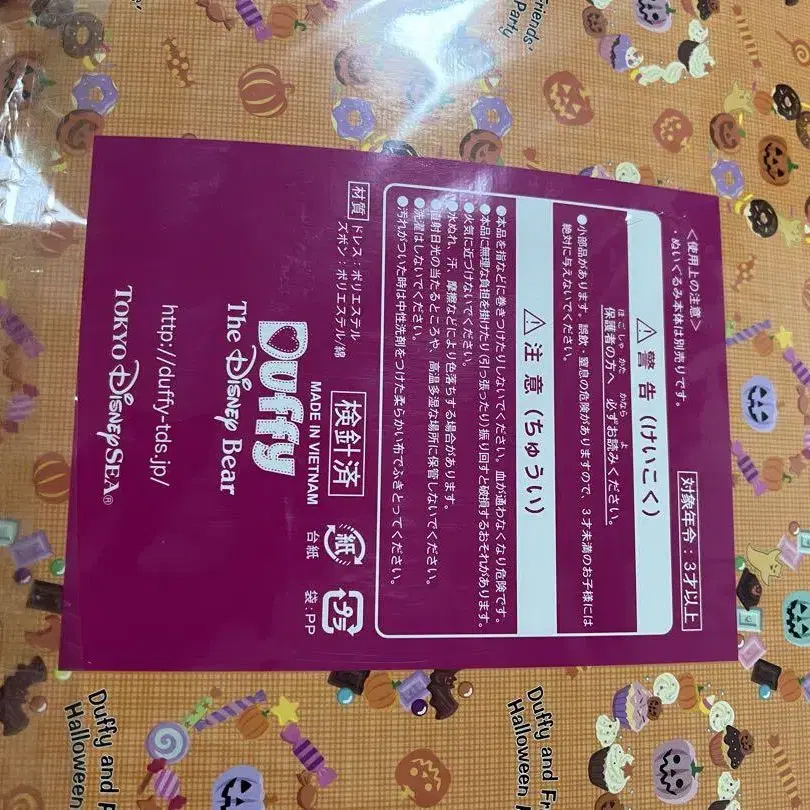 <使用上の注意>
・ぬいぐるみ本体は別売りです。
対象年令：3才以上
⚠警告（けいこく）
ほごしゃ かた かなら よ
保護者の方へ 必ずお読みください。
●小部品があります。誤飲・窒息の危険がありますので、3才未満のお子様には
絶対に与えないでください。
⚠注意（ちゅうい）
●本品を指などに巻きつけたりしないでください。血が通わなくなり危険です。
●本品に無理な負担を掛けたり引っ張ったり振り回すと破損するおそれがあります。
●火気に近づけないでください。
●水ぬれ、汗、摩擦などにより色落ちする場合があります。
●直射日光の当たるところや、高温多湿な場所に保管しないでください。
●洗濯はしないでください。
●汚れがついた時は中性洗剤をつけた柔らかい布でふきとってください。
材質
ドレス：ポリエステル
ズボン：ポリエステル/綿
検針済
MADE IN VIETNAM
紙
台紙
プラ
袋：PP
Duffy
The Disney Bear
http://duffy-tds.jp/
TOKYO DISNEYSEA®
Friends'
Party
Duffy and
Halloween
Duffy and Fr
Halloween P